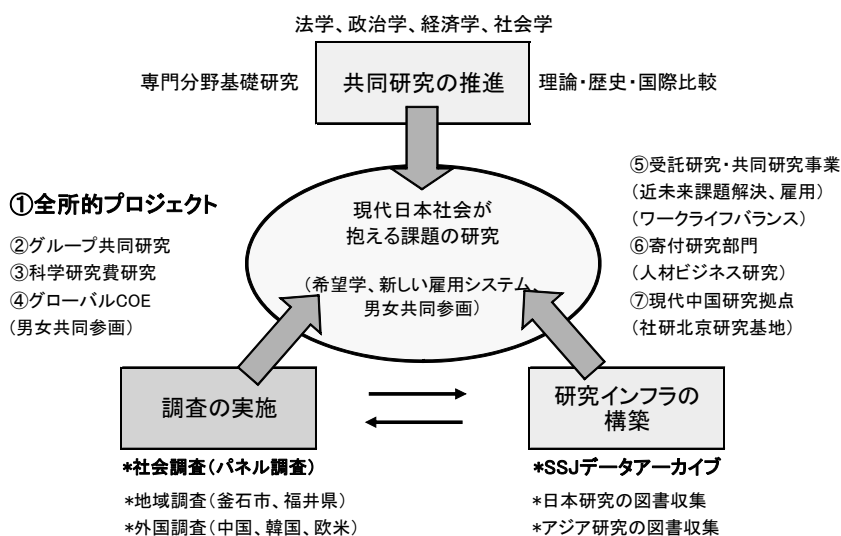 法学、政治学、経済学、社会学
専門分野基礎研究
共同研究の推進
理論・歴史・国際比較
①全所的プロジェクト
②グループ共同研究
③科学研究費研究
④グローバルCOE
(男女共同参画)
現代日本社会が
抱える課題の研究
(希望学、新しい雇用システム、
男女共同参画)
⑤受託研究・共同研究事業
(近未来課題解決、雇用)
(ワークライフバランス)
⑥寄付研究部門
(人材ビジネス研究)
⑦現代中国研究拠点
(社研北京研究基地)
調査の実施
*社会調査(パネル調査)
*地域調査(釜石市、福井県)
*外国調査(中国、韓国、欧米)
研究インフラの
構築
*SSJデータアーカイブ
*日本研究の図書収集
*アジア研究の図書収集